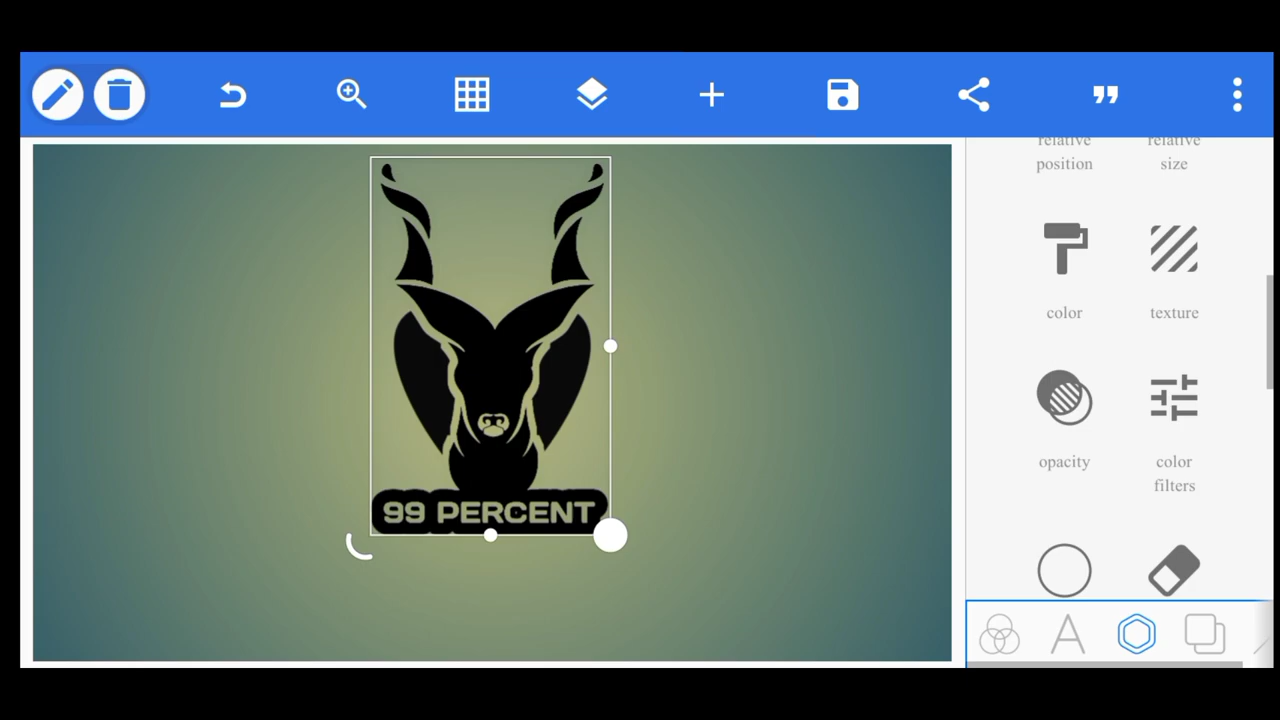 relative
position
relative
size
99 PERCENT
color
texture
opacity
color
filters